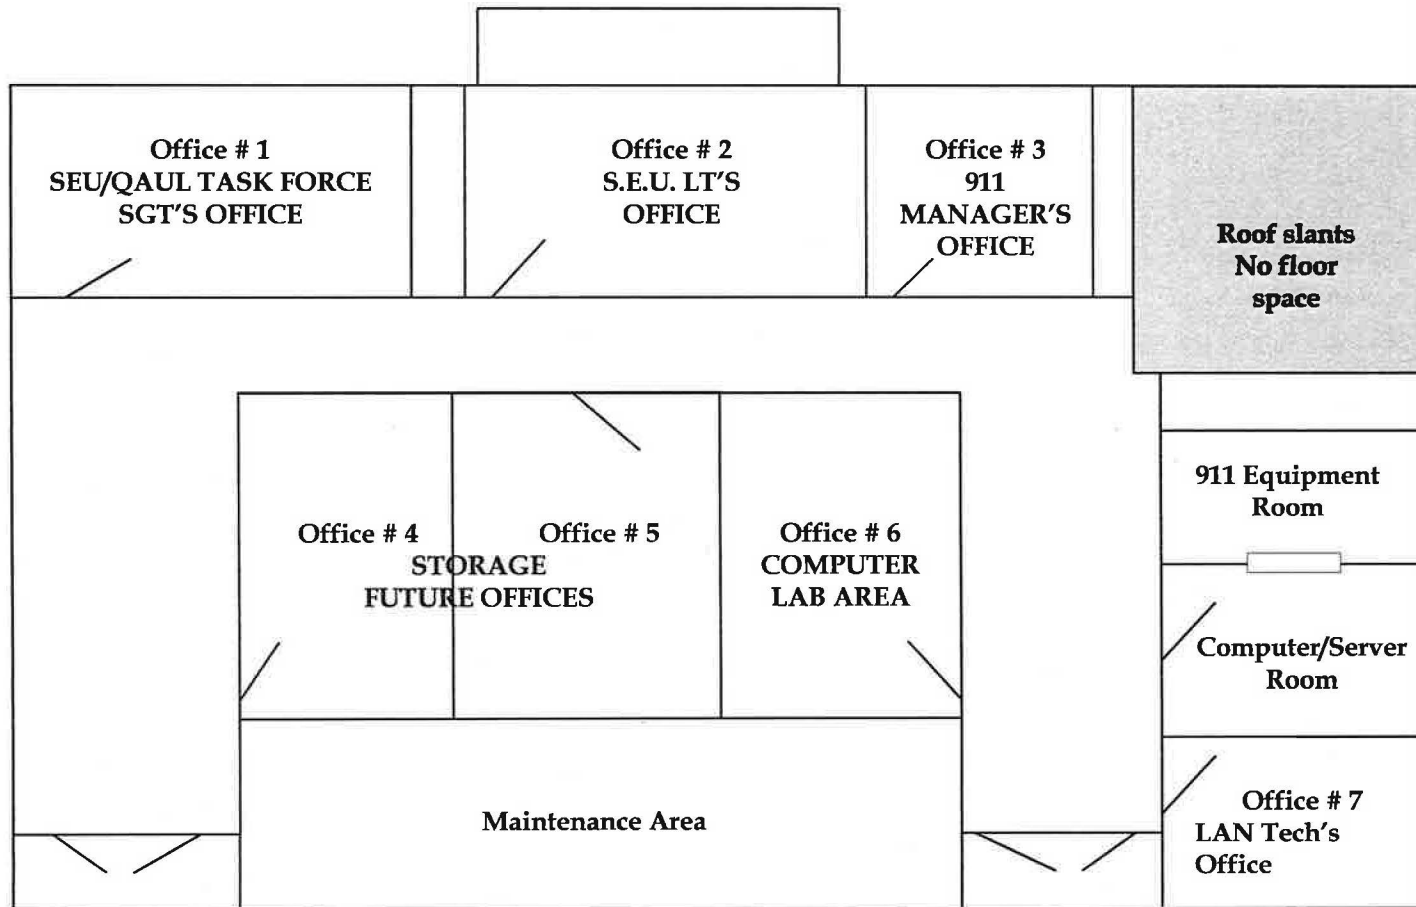 Office # 1
SEU/QAUL TASK FORCE
SGT'S OFFICE
Office # 2
S.E.U. LT'S
OFFICE
Office # 3
911
MANAGER'S
OFFICE
Roof slants
No floor
space
Office # 4
Office # 5
STORAGE
FUTURE OFFICES
Office # 6
COMPUTER
LAB AREA
911 Equipment
Room
Computer/Server
Room
Maintenance Area
Office # 7
LAN Tech's
Office